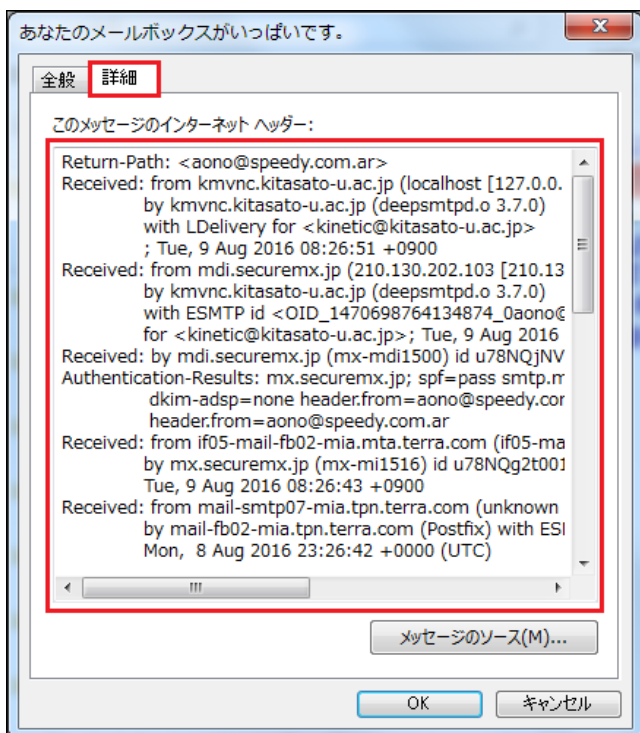 あなたのメールボックスがいっぱいです。
全般 詳細
このメッセージのインターネット ヘッダー:
Return-Path: <aono@speedy.com.ar>
Received: from kmvnc.kitasato-u.ac.jp (localhost [127.0.0.
by kmvnc.kitasato-u.ac.jp (deepsmtpd.o 3.7.0)
with LDelivery for <kinetic@kitasato-u.ac.jp>
; Tue, 9 Aug 2016 08:26:51 +0900
Received: from mdi.securemx.jp (210.130.202.103 [210.13
by kmvnc.kitasato-u.ac.jp (deepsmtpd.o 3.7.0)
with ESMTP id <OID_1470698764134874_0aono@
for <kinetic@kitasato-u.ac.jp>; Tue, 9 Aug 2016
Received: by mdi.securemx.jp (mx-mdi1500) id u78NQjNV
Authentication-Results: mx.securemx.jp; spf=pass smtp.m
dkim-adsp=none header.from=aono@speedy.cor
header.from=aono@speedy.com.ar
Received: from if05-mail-fb02-mia.mta.terra.com (if05-ma
by mx.securemx.jp (mx-mi1516) id u78NQg2t001
Tue, 9 Aug 2016 08:26:43 +0900
Received: from mail-smtp07-mia.tpn.terra.com (unknown
by mail-fb02-mia.tpn.terra.com (Postfix) with ESI
Mon, 8 Aug 2016 23:26:42 +0000 (UTC)
メッセージのソース(M)...
OK キャンセル